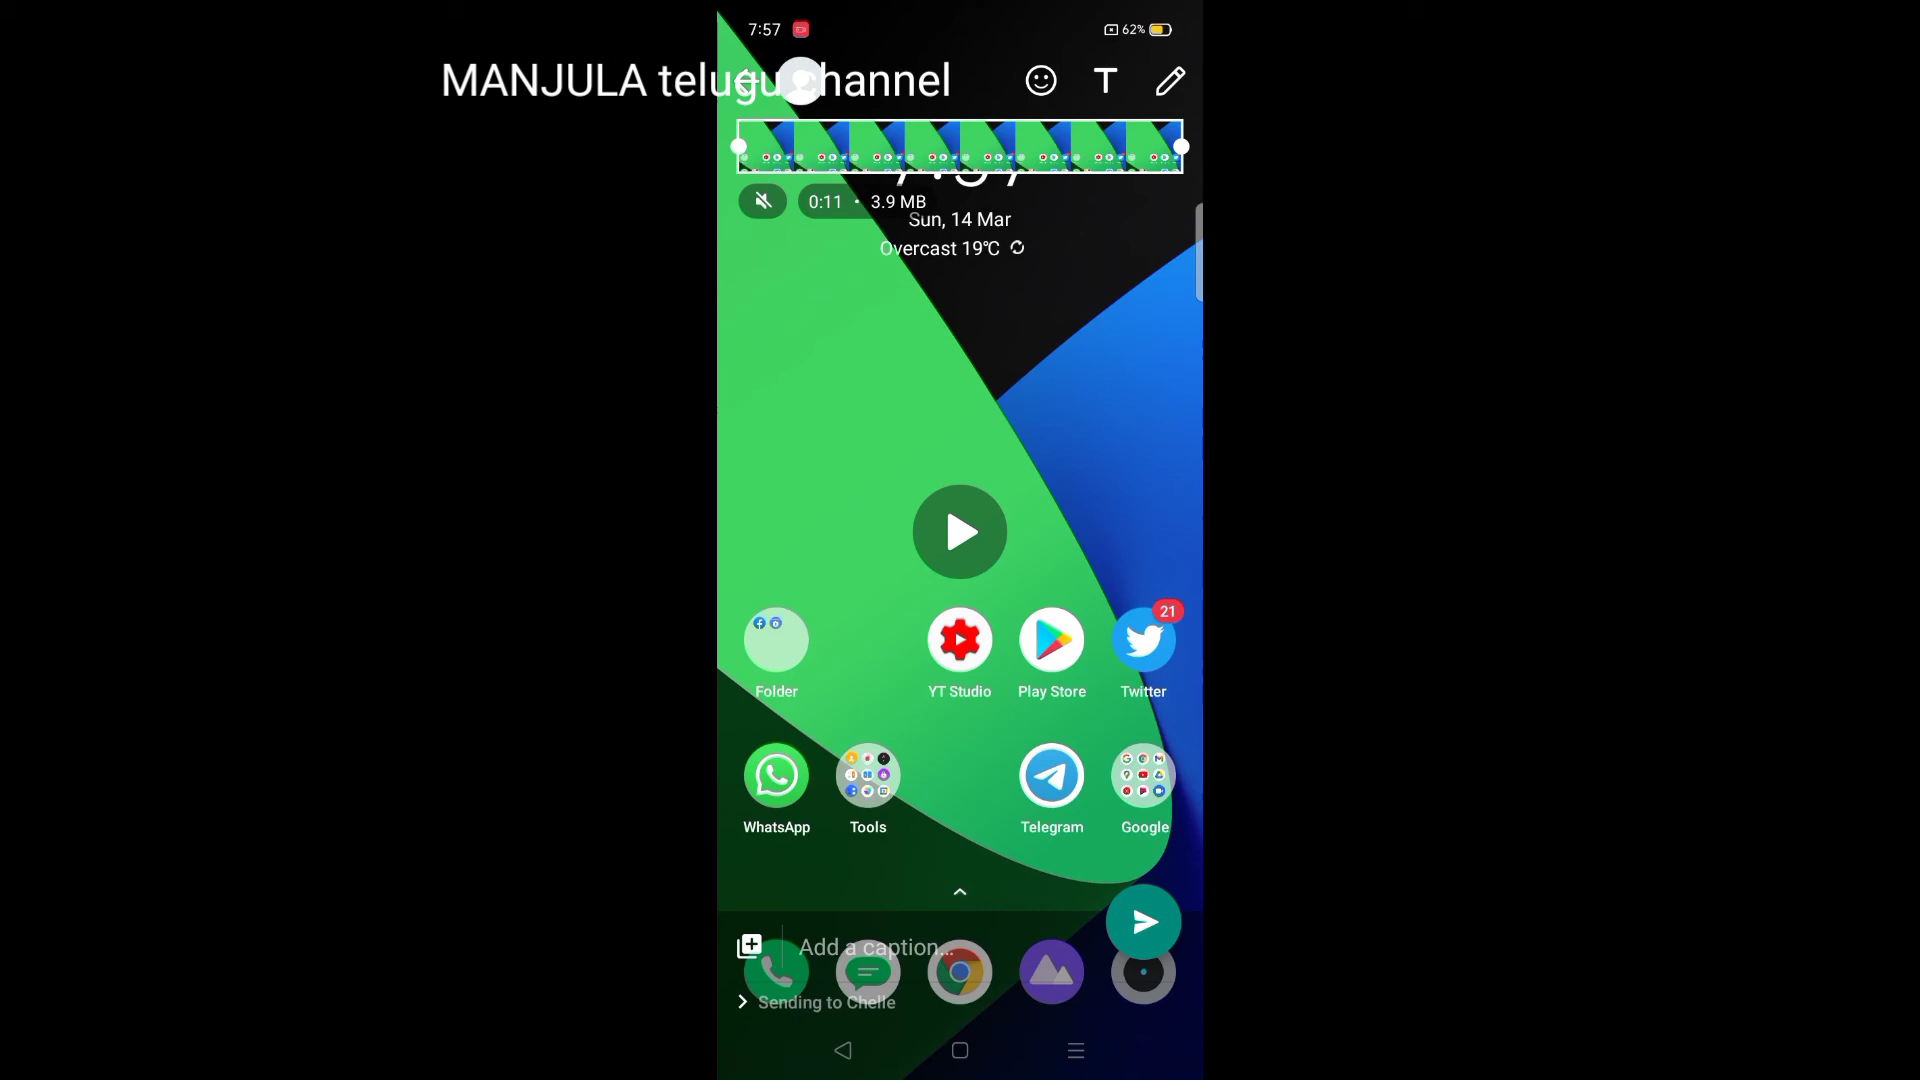 7:57
62%
MANJULA telugu channel
T
0:11 • 3.9 MB
Sun, 14 Mar
Overcast 19°C
21
Folder
YT Studio
Play Store
Twitter
WhatsApp
Tools
Telegram
Google
Add a caption...
Sending to Chelle